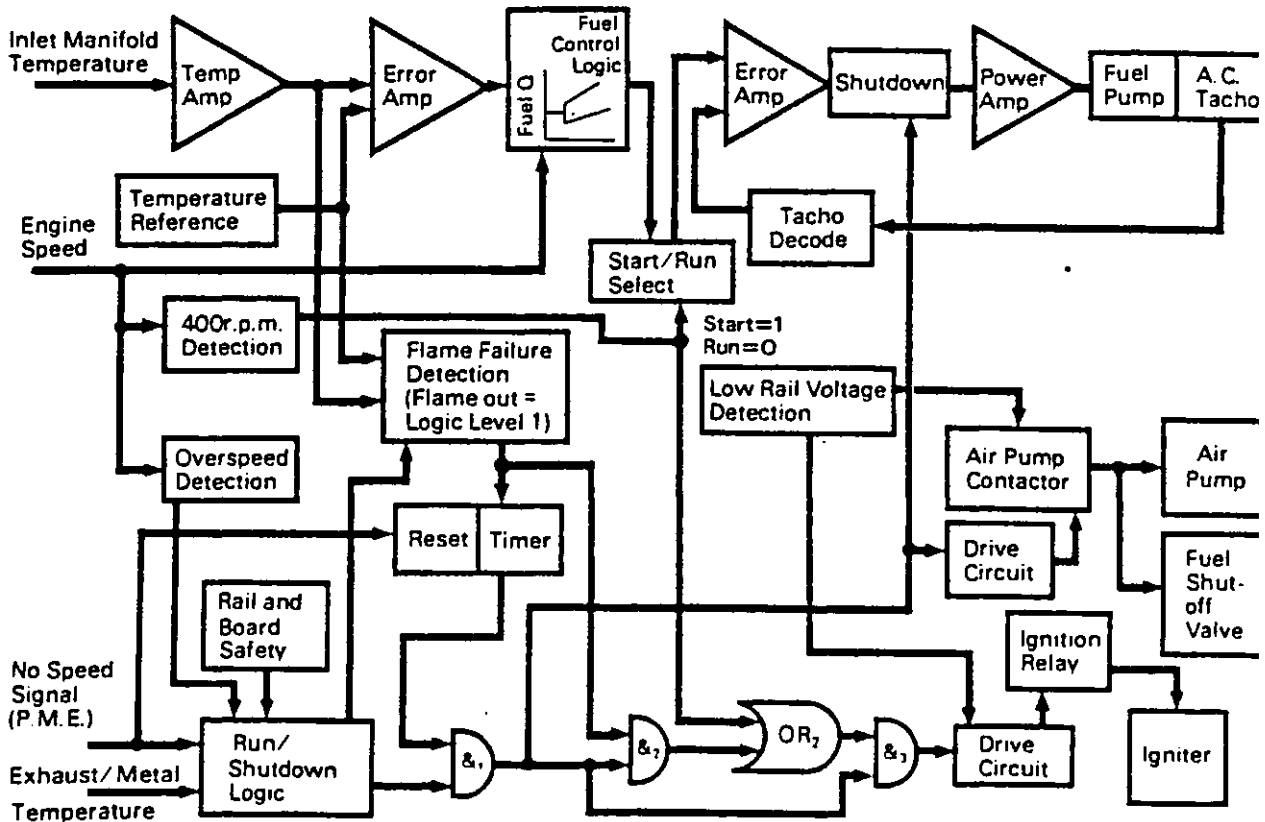 Inlet Manifold
Temperature
Temp
Amp
Error
Amp
Fuel
Control
Logic
Fuel Q
Error
Amp
Shutdown
Power
Amp
Fuel
Pump
A.C.
Tacho
Temperature
Reference
Engine
Speed
Tacho
Decode
Start/Run
Select
400r.p.m.
Detection
Start=1
Run=0
Flame Failure
Detection
(Flame out =
Logic Level 1)
Low Rail Voltage
Detection
Overspeed
Detection
Air Pump
Contactor
Air
Pump
Reset
Timer
Drive
Circuit
Fuel
Shut-
off
Valve
Rail and
Board
Safety
Ignition
Relay
No Speed
Signal
(P.M.E.)
Run/
Shutdown
Logic
&₁
&₂
OR₂
&₃
Drive
Circuit
Igniter
Exhaust/Metal
Temperature